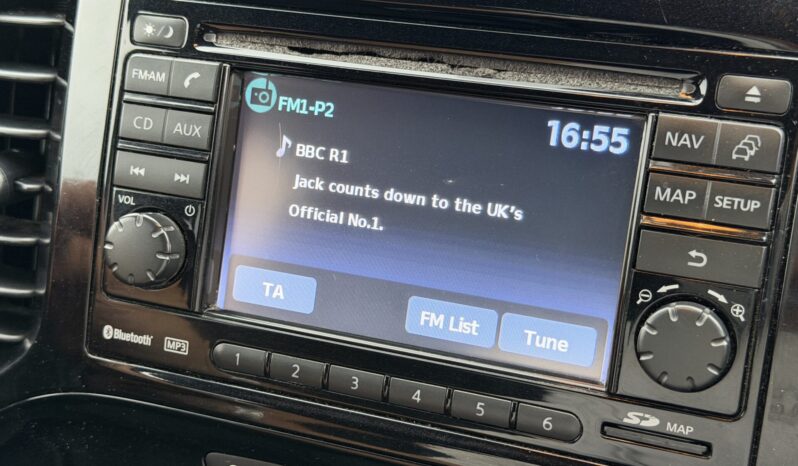 FM1-P2
16:55
BBC R1
Jack counts down to the UK's
Official No.1.
TA
FM List
Tune
FM·AM
CD
AUX
VOL
NAV
MAP
SETUP
Bluetooth
MP3
1
2
3
4
5
6
SD
MAP